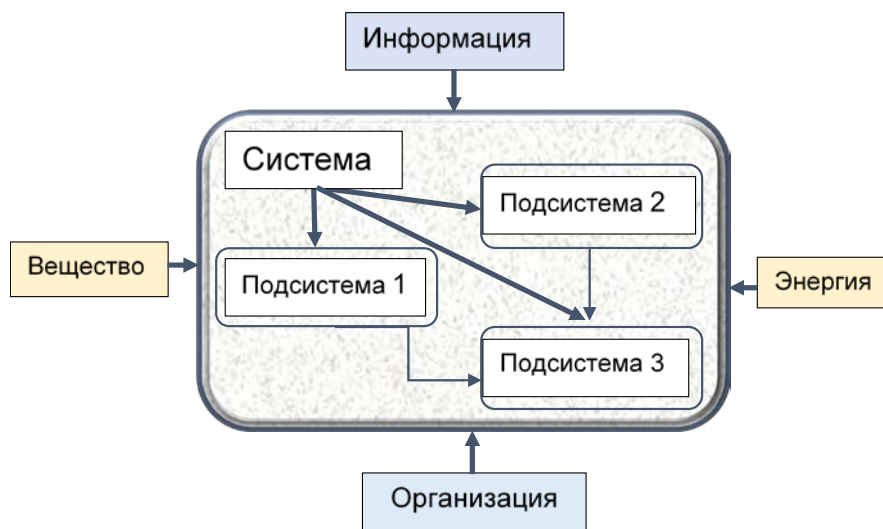 Информация
Система
Подсистема 2
Вещество
Подсистема 1
Энергия
Подсистема 3
Организация